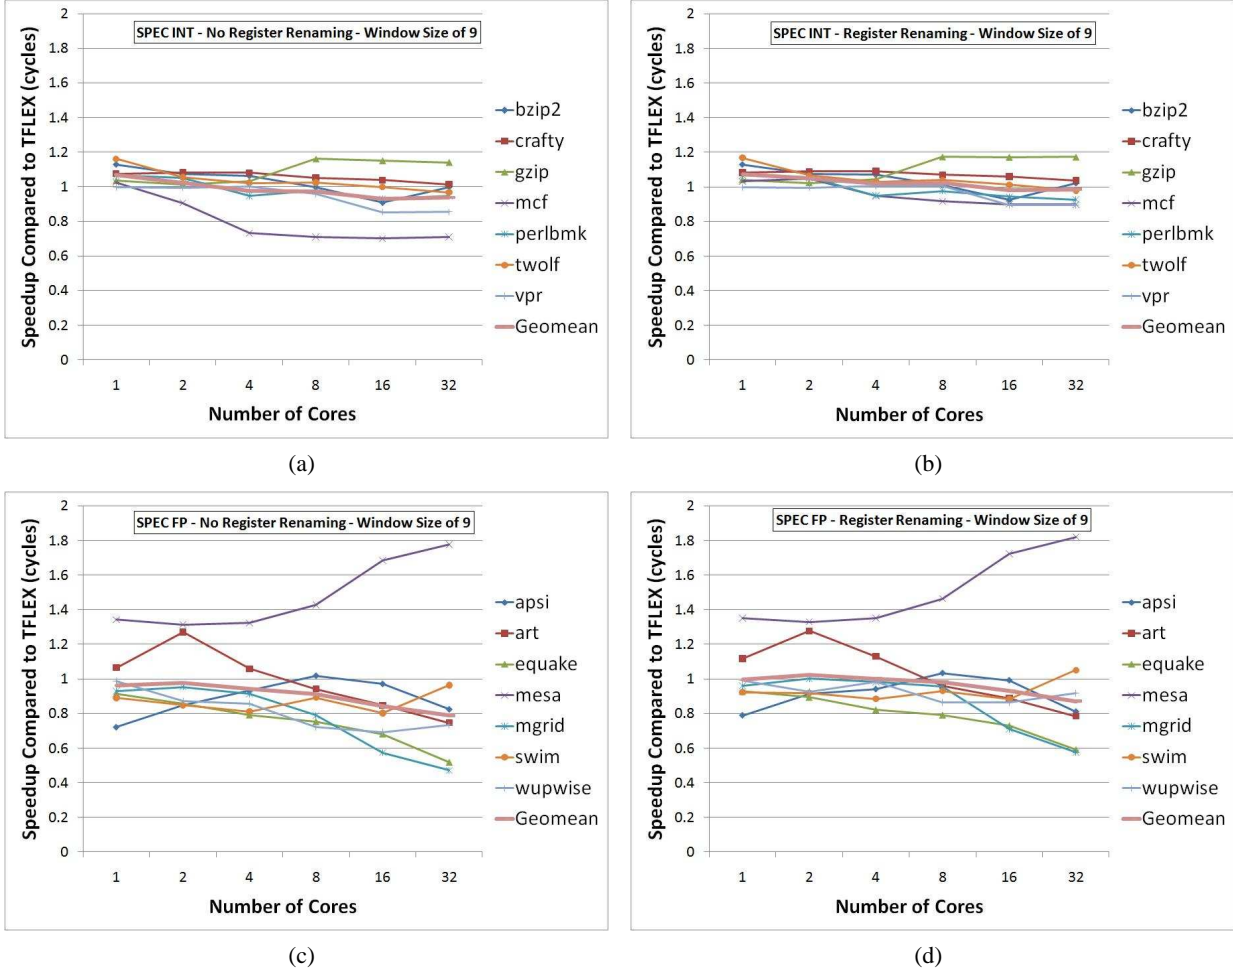 SPEC INT - No Register Renaming - Window Size of 9
Speedup Compared to TFLEX (cycles)
2
1.8
1.6
1.4
1.2
1
0.8
0.6
0.4
0.2
0
1 2 4 8 16 32
Number of Cores
bzip2
crafty
gzip
mcf
perlbmk
twolf
vpr
Geomean
(a)
SPEC INT - Register Renaming - Window Size of 9
Speedup Compared to TFLEX (cycles)
2
1.8
1.6
1.4
1.2
1
0.8
0.6
0.4
0.2
0
1 2 4 8 16 32
Number of Cores
bzip2
crafty
gzip
mcf
perlbmk
twolf
vpr
Geomean
(b)
SPEC FP - No Register Renaming - Window Size of 9
Speedup Compared to TFLEX (cycles)
2
1.8
1.6
1.4
1.2
1
0.8
0.6
0.4
0.2
0
1 2 4 8 16 32
Number of Cores
apsi
art
equake
mesa
mgrid
swim
wupwise
Geomean
(c)
SPEC FP - Register Renaming - Window Size of 9
Speedup Compared to TFLEX (cycles)
2
1.8
1.6
1.4
1.2
1
0.8
0.6
0.4
0.2
0
1 2 4 8 16 32
Number of Cores
apsi
art
equake
mesa
mgrid
swim
wupwise
Geomean
(d)